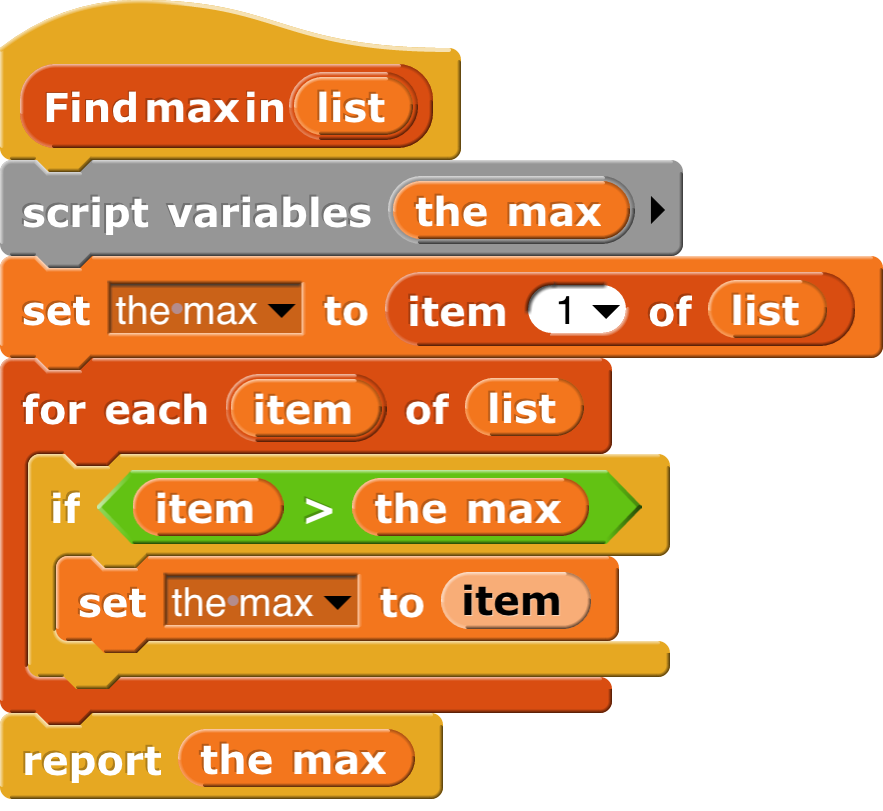 Find max in list
script variables the max
set the max to item 1 of list
for each item of list
if item > the max
set the max to item
report the max